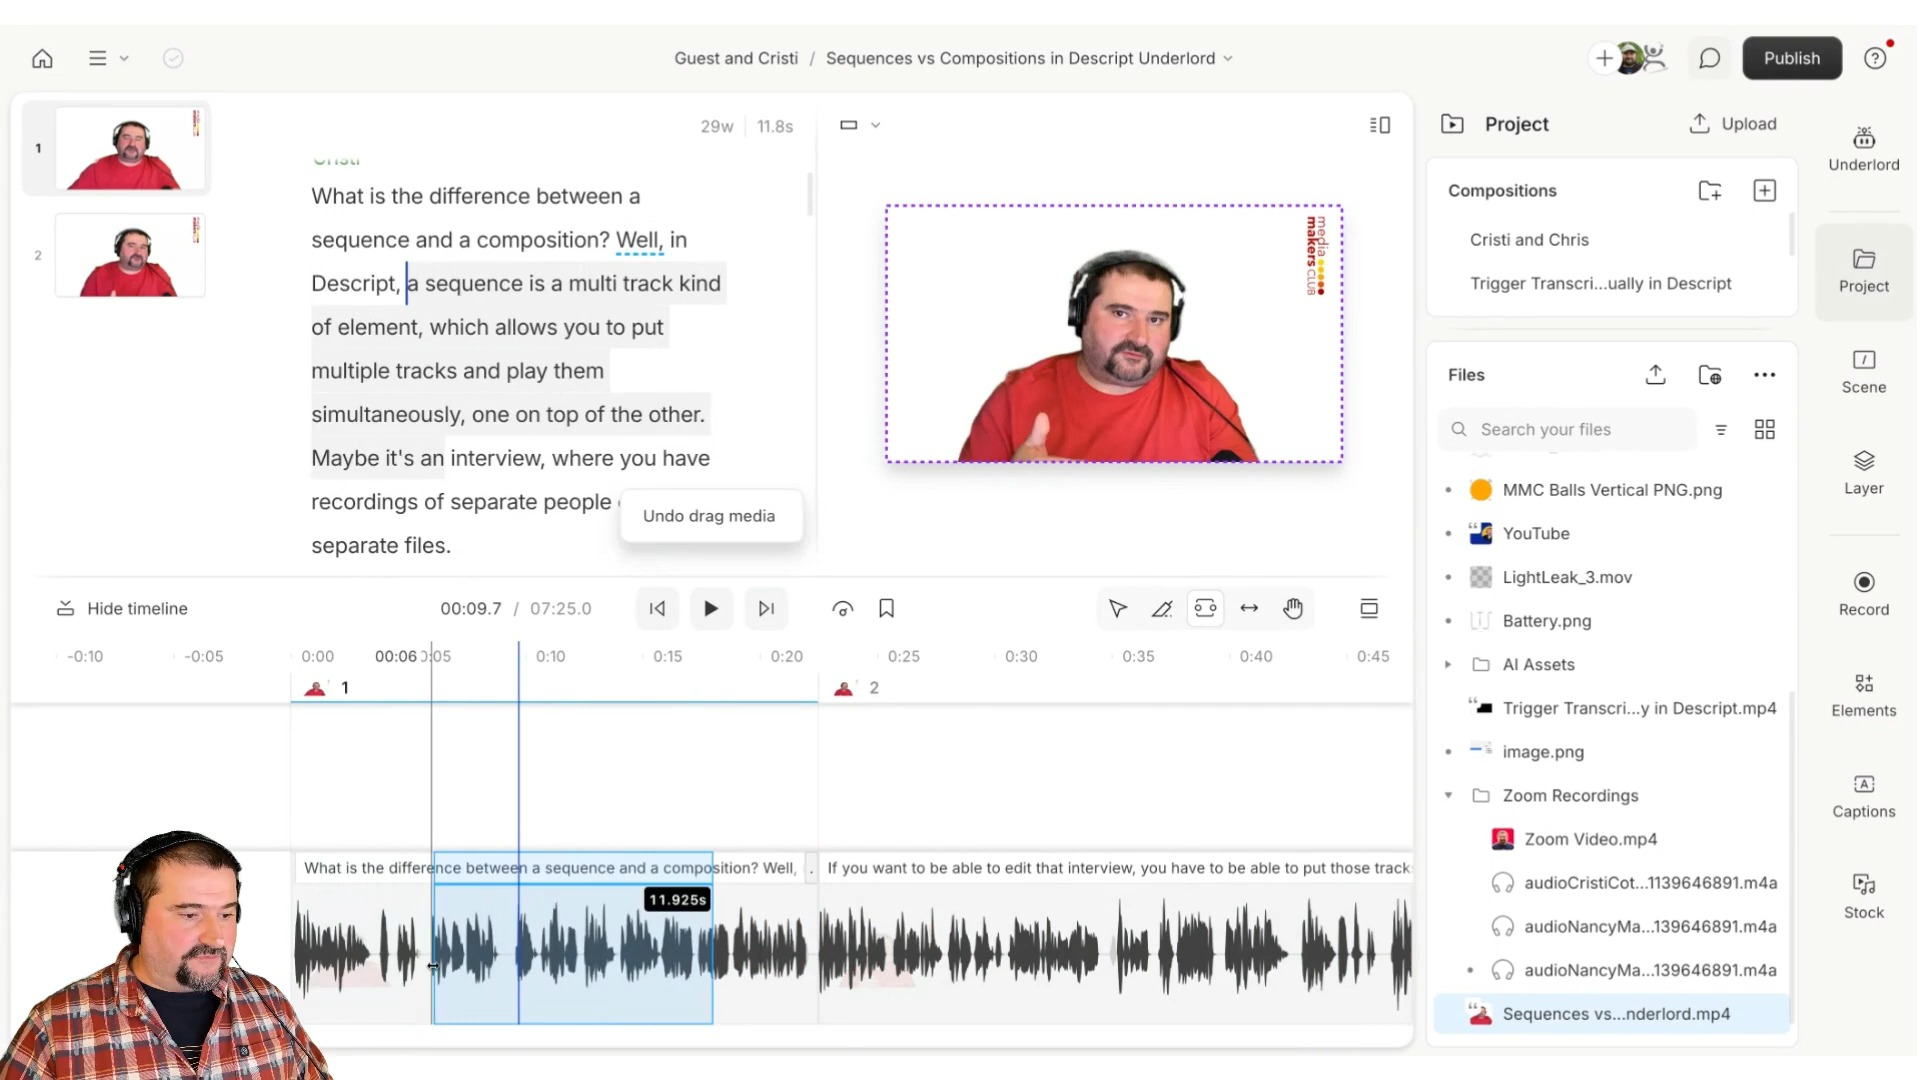 Guest and Cristi / Sequences vs Compositions in Descript Underlord
Publish
1
2
29w
11.8s
Cristi
What is the difference between a
sequence and a composition? Well, in
Descript, a sequence is a multi track kind
of element, which allows you to put
multiple tracks and play them
simultaneously, one on top of the other.
Maybe it's an interview, where you have
recordings of separate people
separate files.
Undo drag media
media
makers CLUB
Project
Upload
Compositions
Cristi and Chris
Trigger Transcri...ually in Descript
Files
Search your files
MMC Balls Vertical PNG.png
YouTube
LightLeak_3.mov
Battery.png
AI Assets
Trigger Transcri...y in Descript.mp4
image.png
Zoom Recordings
Zoom Video.mp4
audioCristiCot...1139646891.m4a
audioNancyMa...139646891.m4a
audioNancyMa...139646891.m4a
Sequences vs...nderlord.mp4
Underlord
Project
Scene
Layer
Record
Elements
Captions
Stock
Hide timeline
00:09.7 / 07:25.0
-0:10
-0:05
0:00
00:06
0:05
0:10
0:15
0:20
0:25
0:30
0:35
0:40
0:45
1
2
What is the difference between a sequence and a composition? Well,
.
If you want to be able to edit that interview, you have to be able to put those track
11.925s